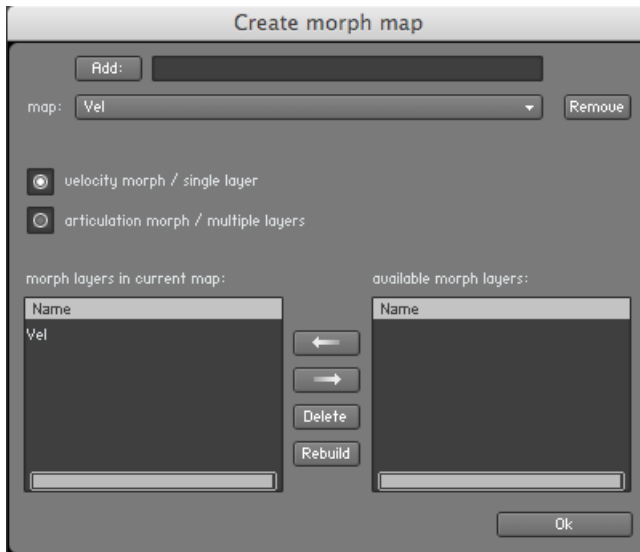 Create morph map
Add:
map: Vel Remove
velocity morph / single layer
articulation morph / multiple layers
morph layers in current map: available morph layers:
Name Name
Vel
Delete
Rebuild
Ok